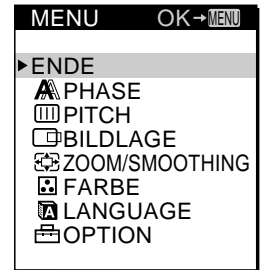 MENU OK→MENU
ENDE
PHASE
PITCH
BILDLAGE
ZOOM/SMOOTHING
FARBE
LANGUAGE
OPTION